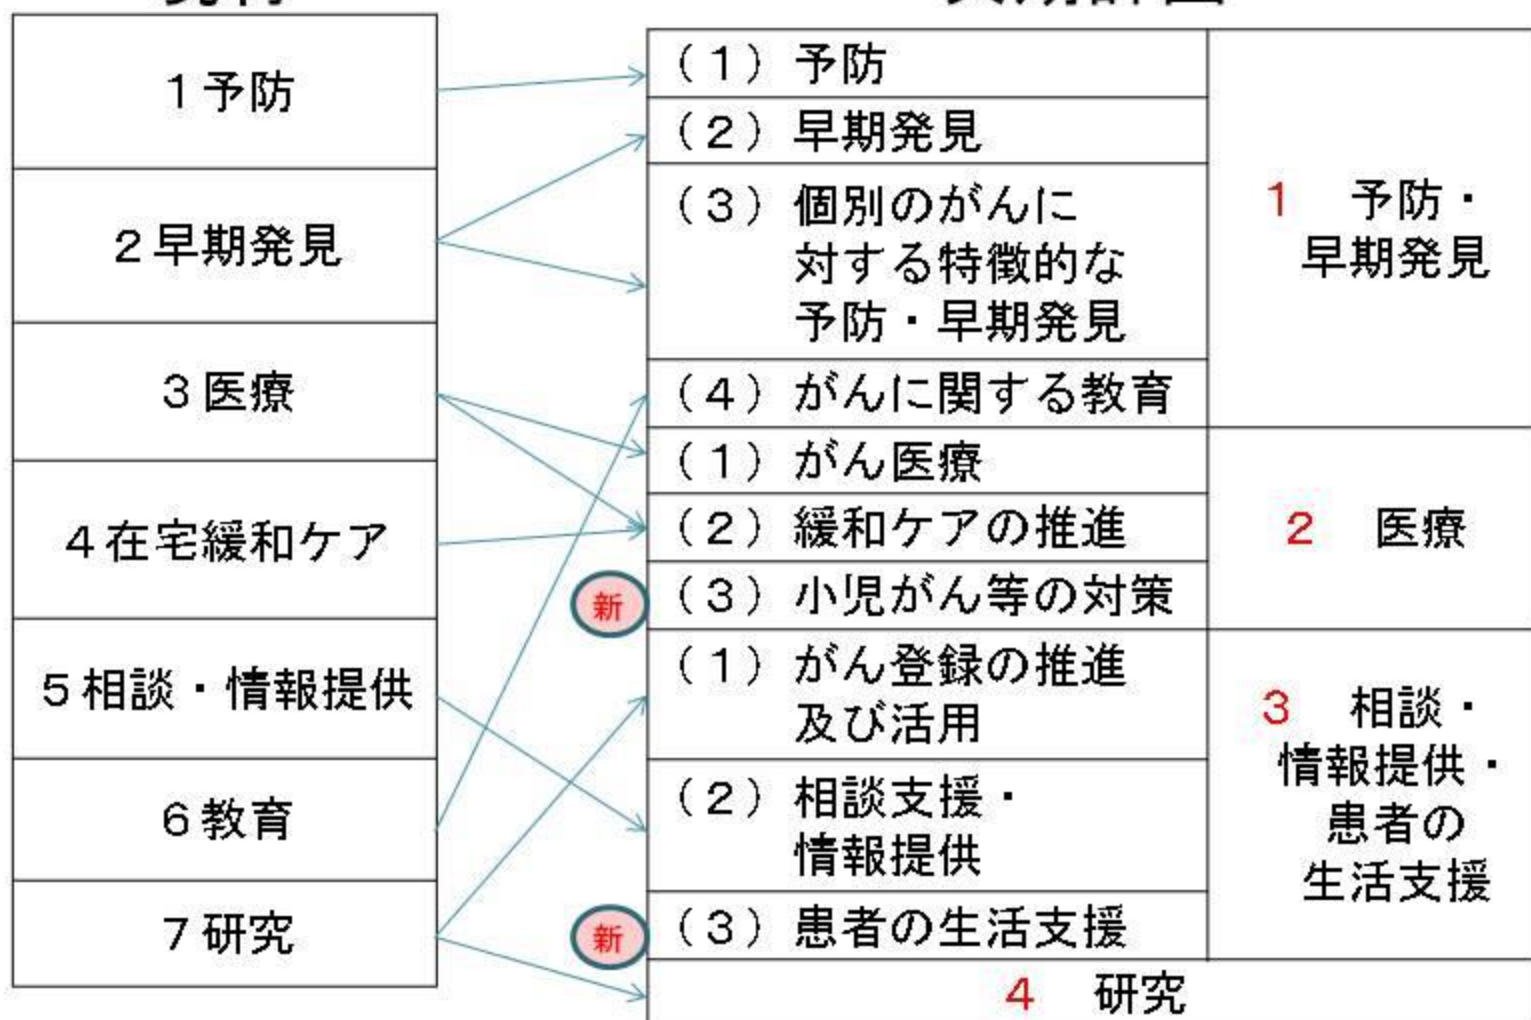 1予防
2早期発見
3医療
4在宅緩和ケア
5相談・情報提供
6教育
7研究
（1）予防
（2）早期発見
（3）個別のがんに
対する特徴的な
予防・早期発見
（4）がんに関する教育
（1）がん医療
（2）緩和ケアの推進
新
（3）小児がん等の対策
（1）がん登録の推進
及び活用
（2）相談支援・
情報提供
新
（3）患者の生活支援
1 予防・
早期発見
2 医療
3 相談・
情報提供・
患者の
生活支援
4 研究